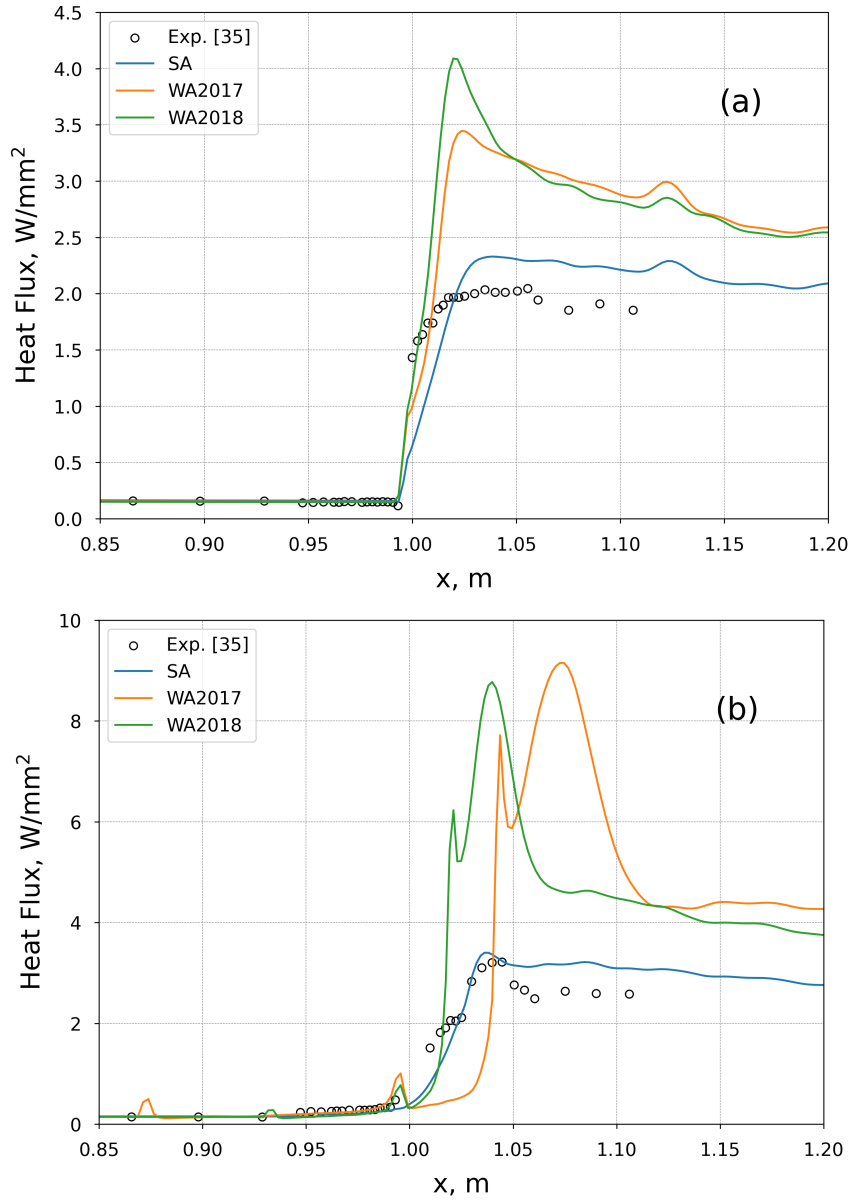 4.5
4.0
3.5
3.0
2.5
2.0
1.5
1.0
0.5
0.0
Heat Flux, W/mm²
Exp. [35]
SA
WA2017
WA2018
(a)
0.85 0.90 0.95 1.00 1.05 1.10 1.15 1.20
x, m
10
8
6
4
2
0
Heat Flux, W/mm²
Exp. [35]
SA
WA2017
WA2018
(b)
0.85 0.90 0.95 1.00 1.05 1.10 1.15 1.20
x, m